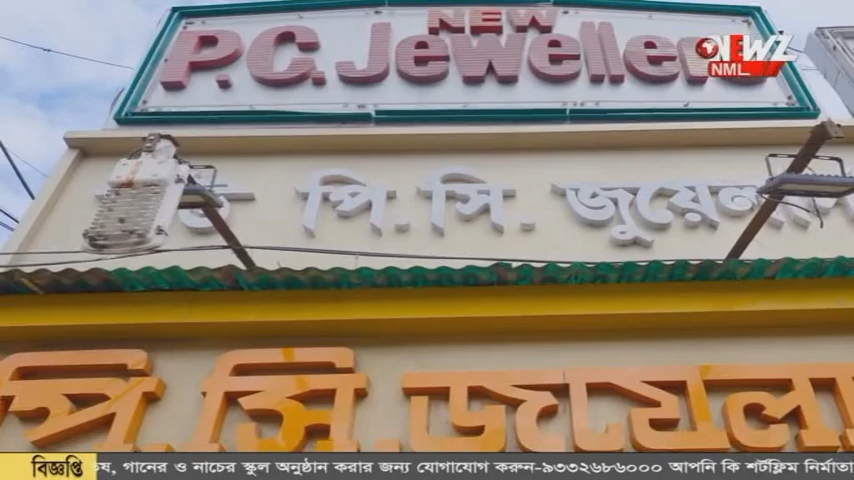 NEW
P.C. Jewellers
NEWZ
NML
পি. সি. জুয়েলা
পি. সি. জুয়েলা
বিজ্ঞপ্তি
গানের ও নাচের স্কুল অনুষ্ঠান করার জন্য যোগাযোগ করুন-৯৩৩২৬৮৬০০০ আপনি কি শর্টফ্লিম নির্মাতা